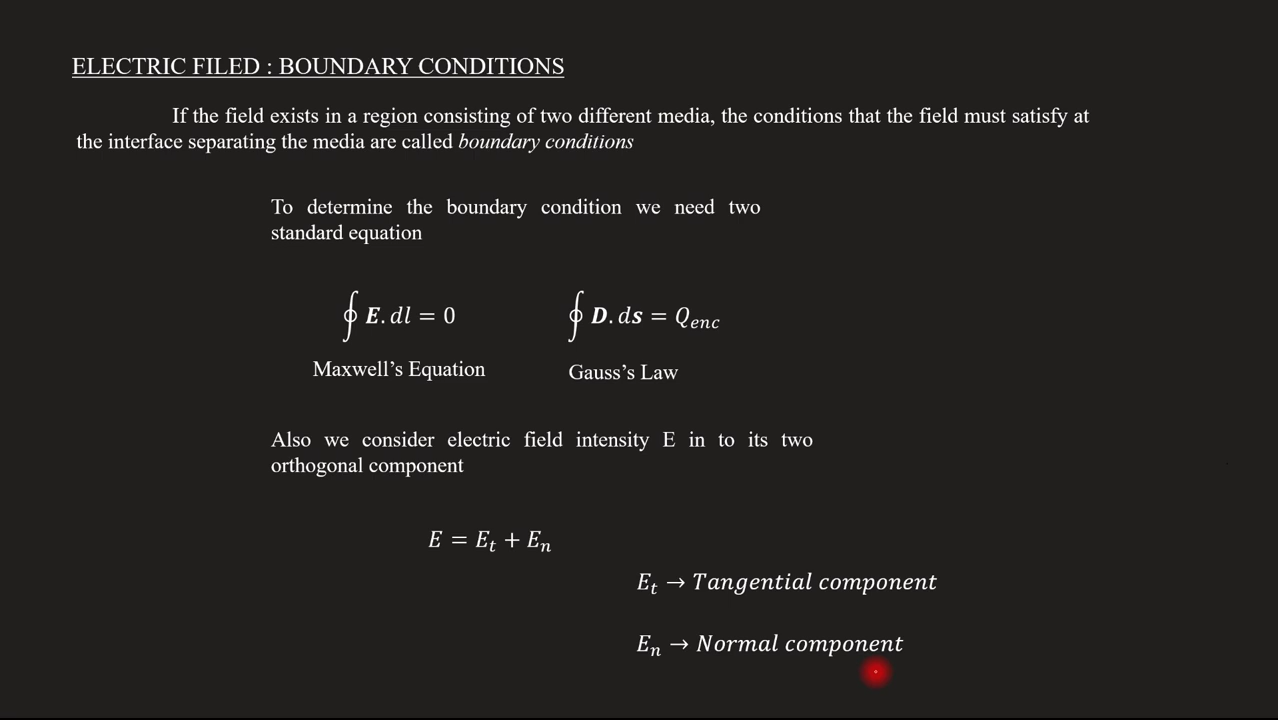 ELECTRIC FILED : BOUNDARY CONDITIONS
If the field exists in a region consisting of two different media, the conditions that the field must satisfy at
the interface separating the media are called boundary conditions
To determine the boundary condition we need two
standard equation
∮ E.dl = 0
∮ D.ds = Q_enc
Maxwell’s Equation
Gauss’s Law
Also we consider electric field intensity E in to its two
orthogonal component
E = E_t + E_n
E_t → Tangential component
E_n → Normal component